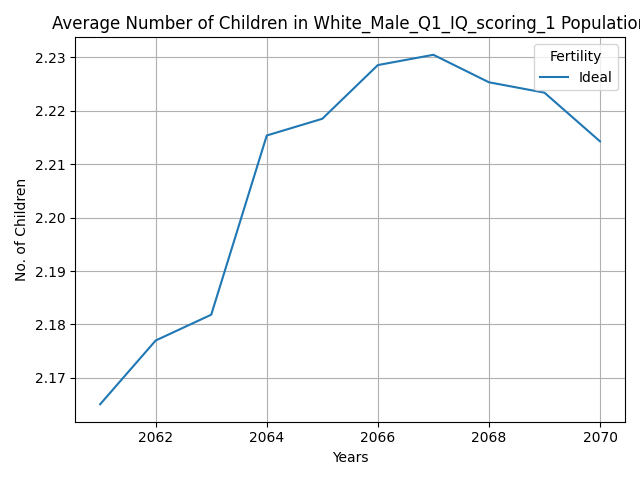 Average Number of Children in White_Male_Q1_IQ_scoring_1 Population
Fertility
Ideal
2.23
2.22
2.21
2.20
2.19
2.18
2.17
No. of Children
2062 2064 2066 2068 2070
Years